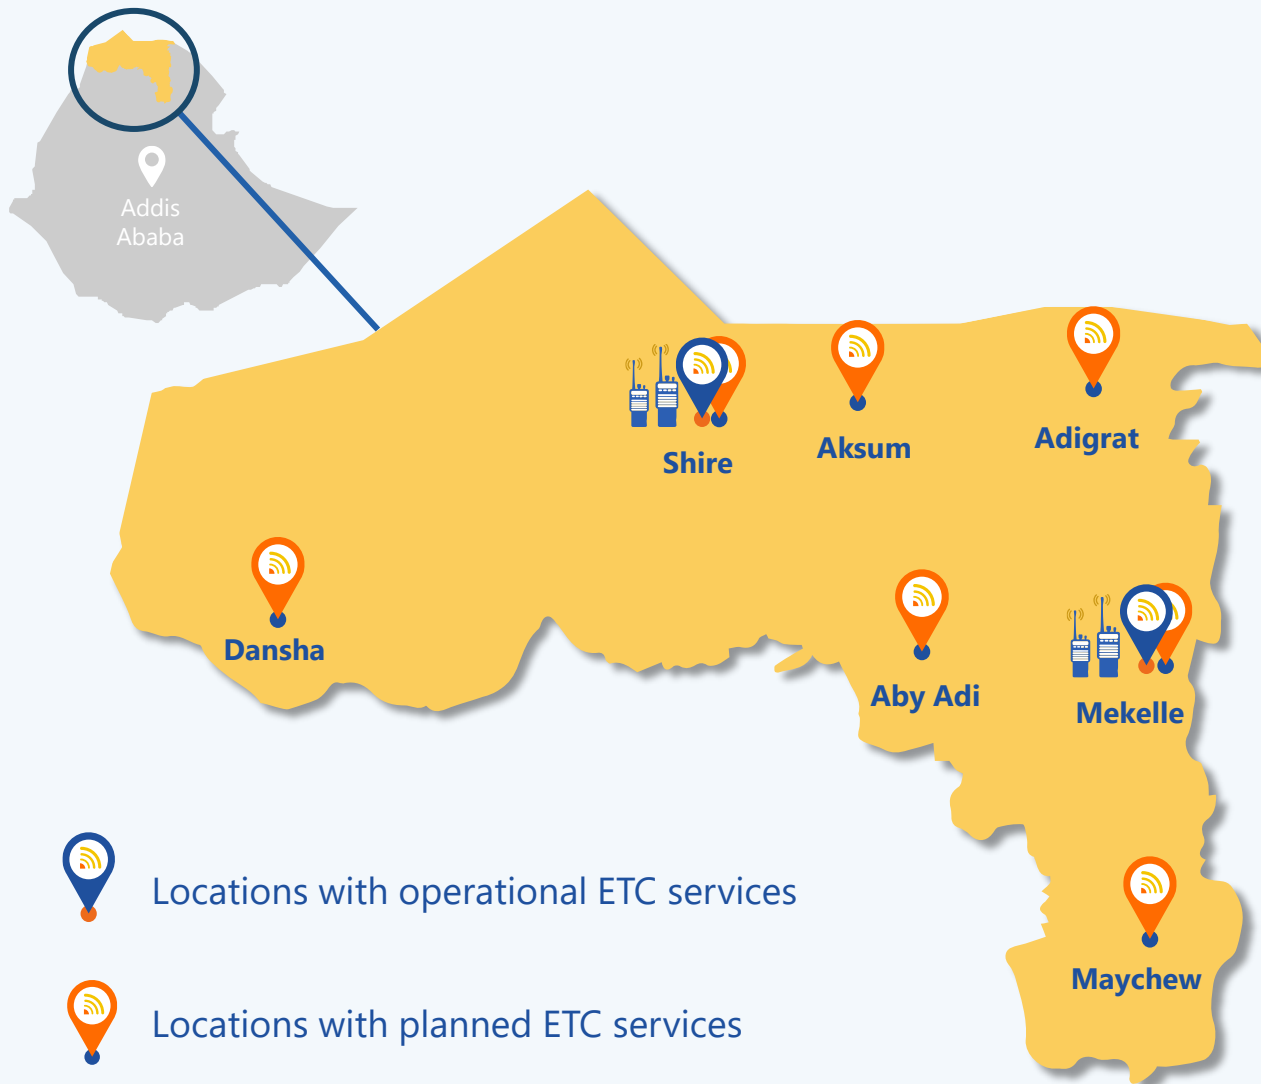 Addis
Ababa
Shire
Aksum
Adigrat
Dansha
Aby Adi
Mekelle
Maychew
Locations with operational ETC services
Locations with planned ETC services